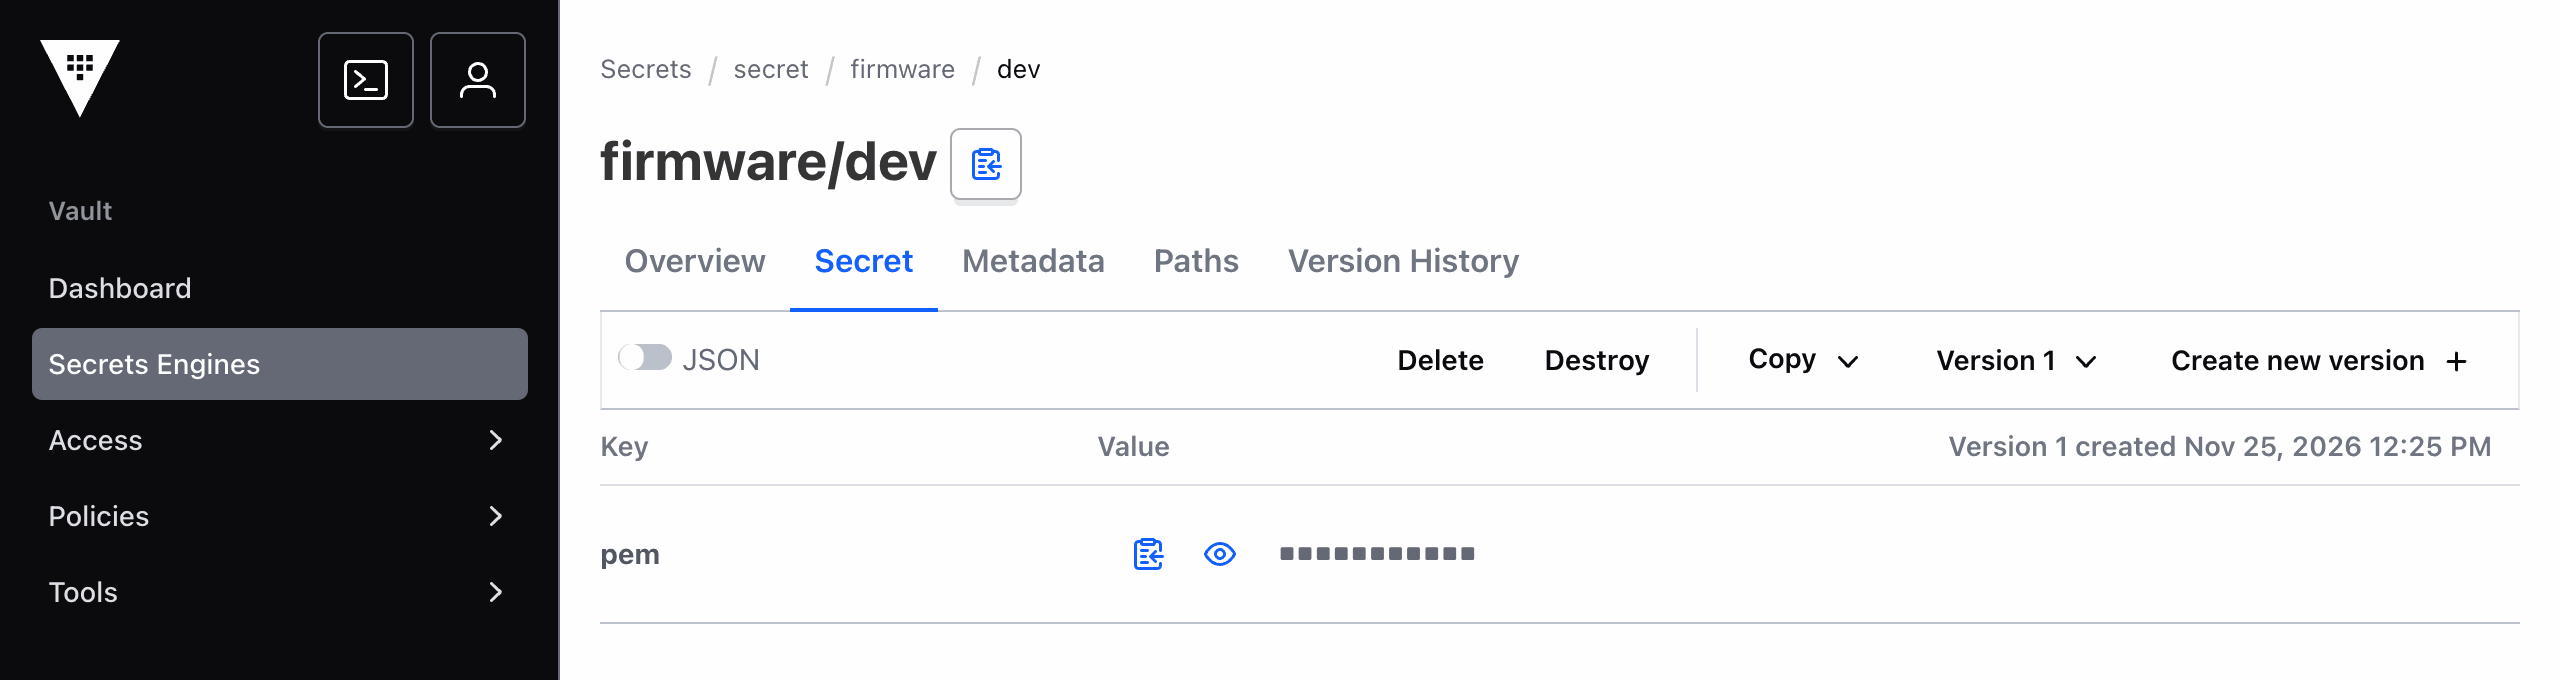 Vault
Dashboard
Secrets Engines
Access
Policies
Tools
Secrets / secret / firmware / dev
firmware/dev
Overview Secret Metadata Paths Version History
JSON Delete Destroy Copy Version 1 Create new version +
Key Value Version 1 created Nov 25, 2026 12:25 PM
pem